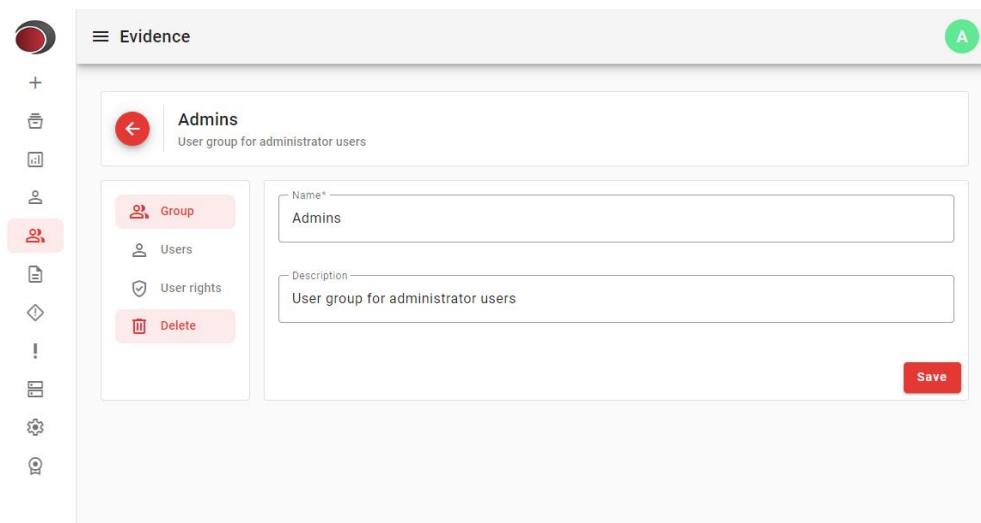 Evidence
A
Admins
User group for administrator users
Group
Users
User rights
Delete
Name*
Admins
Description
User group for administrator users
Save